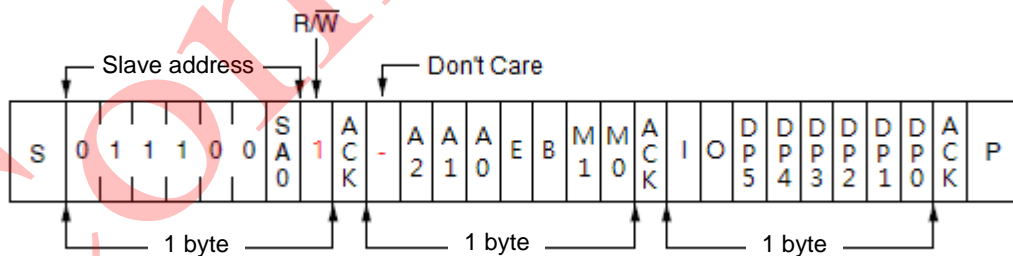 R/W
Slave address
Don't Care
S 0 1 1 1 0 0 SA0 1 ACK - A2 A1 A0 E B M1 M0 ACK I O DP5 DP4 DP3 DP2 DP1 DP0 ACK P
1 byte 1 byte 1 byte